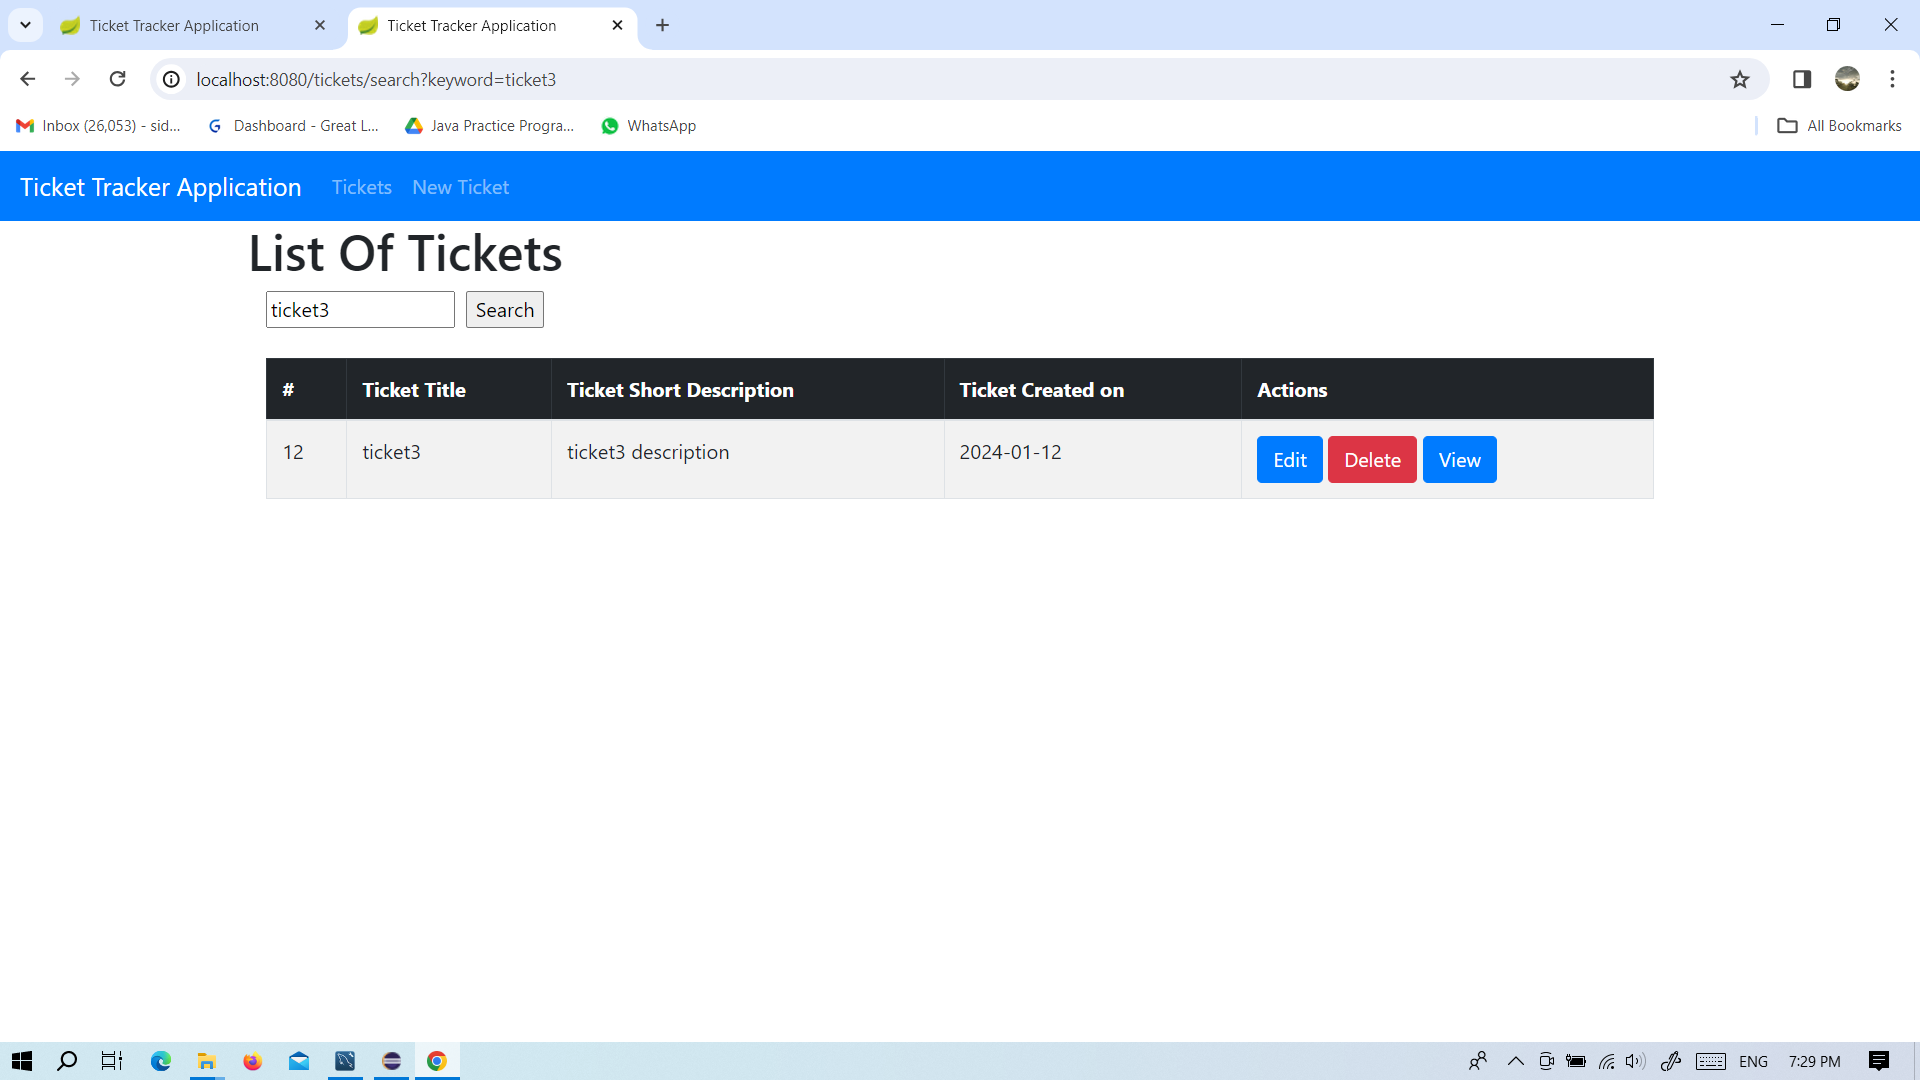 Ticket Tracker Application
Ticket Tracker Application
localhost:8080/tickets/search?keyword=ticket3
Inbox (26,053) - sid... Dashboard - Great L... Java Practice Progra... WhatsApp All Bookmarks
Ticket Tracker Application Tickets New Ticket
List Of Tickets
ticket3 Search
# Ticket Title Ticket Short Description Ticket Created on Actions
12 ticket3 ticket3 description 2024-01-12 Edit Delete View
ENG 7:29 PM